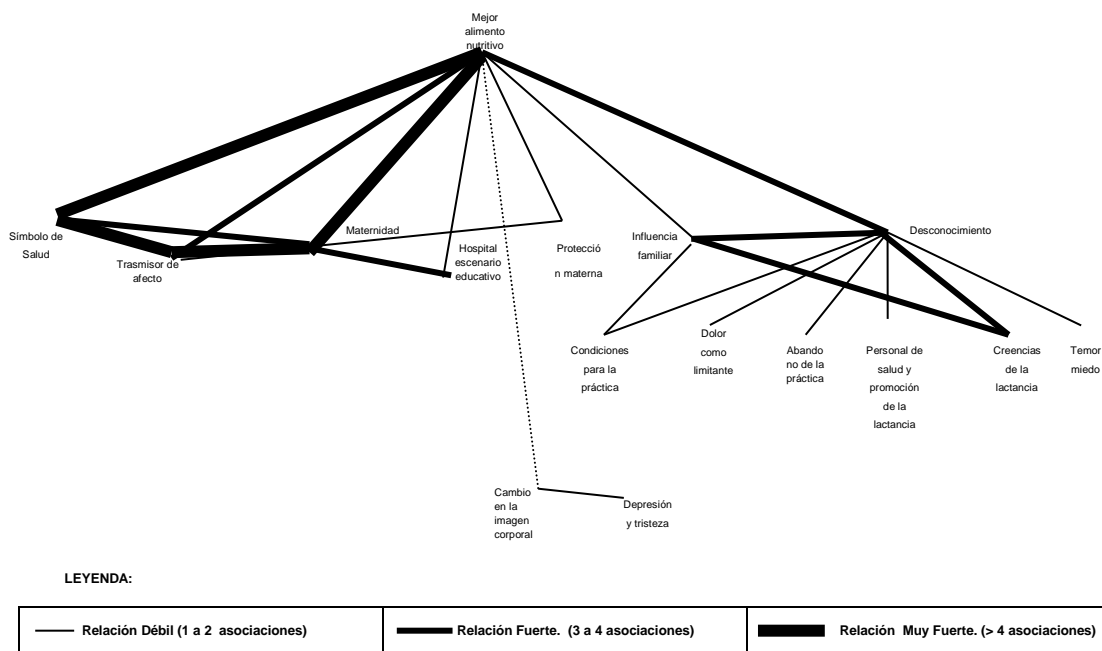 Mejor
alimento
nutritivo
Símbolo de
Salud
Trasmisor de
afecto
Maternidad
Hospital
escenario
educativo
Protecció
n materna
Influencia
familiar
Desconocimiento
Condiciones
para la
práctica
Dolor
como
limitante
Abando
no de la
práctica
Personal de
salud y
promoción
de la
lactancia
Creencias
de la
lactancia
Temor
miedo
Cambio
en la
imagen
corporal
Depresión
y tristeza
LEYENDA:
Relación Débil (1 a 2 asociaciones)
Relación Fuerte. (3 a 4 asociaciones)
Relación Muy Fuerte. (> 4 asociaciones)